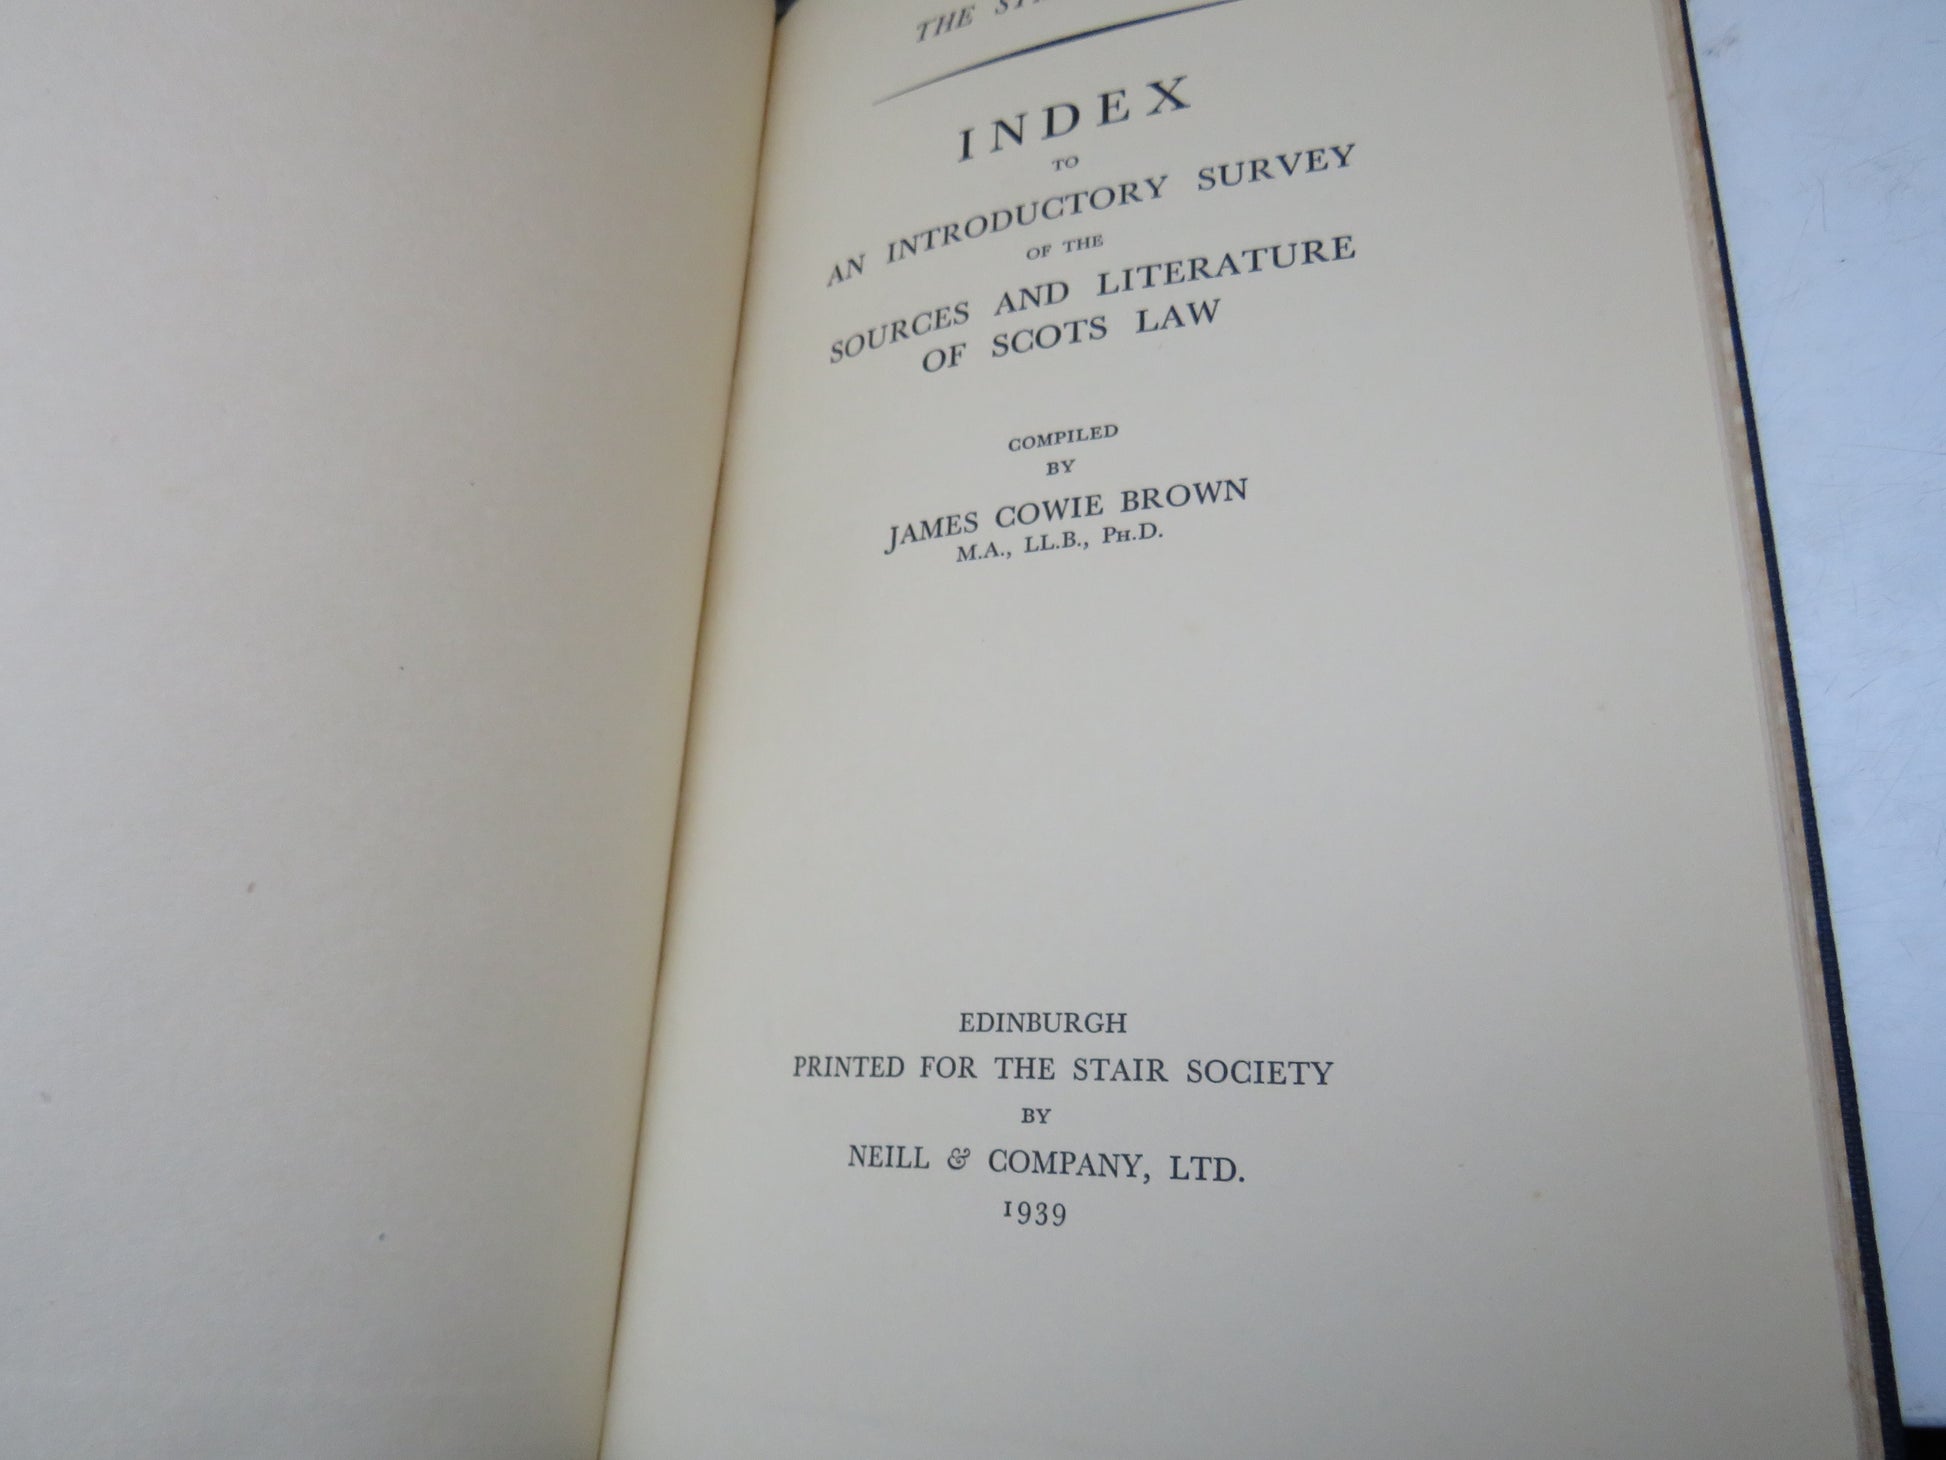 THE
INDEX
TO
AN INTRODUCTORY SURVEY
OF THE
SOURCES AND LITERATURE
OF SCOTS LAW
COMPILED
BY
JAMES COWIE BROWN
M.A., LL.B., PH.D.
EDINBURGH
PRINTED FOR THE STAIR SOCIETY
BY
NEILL & COMPANY, LTD.
1939